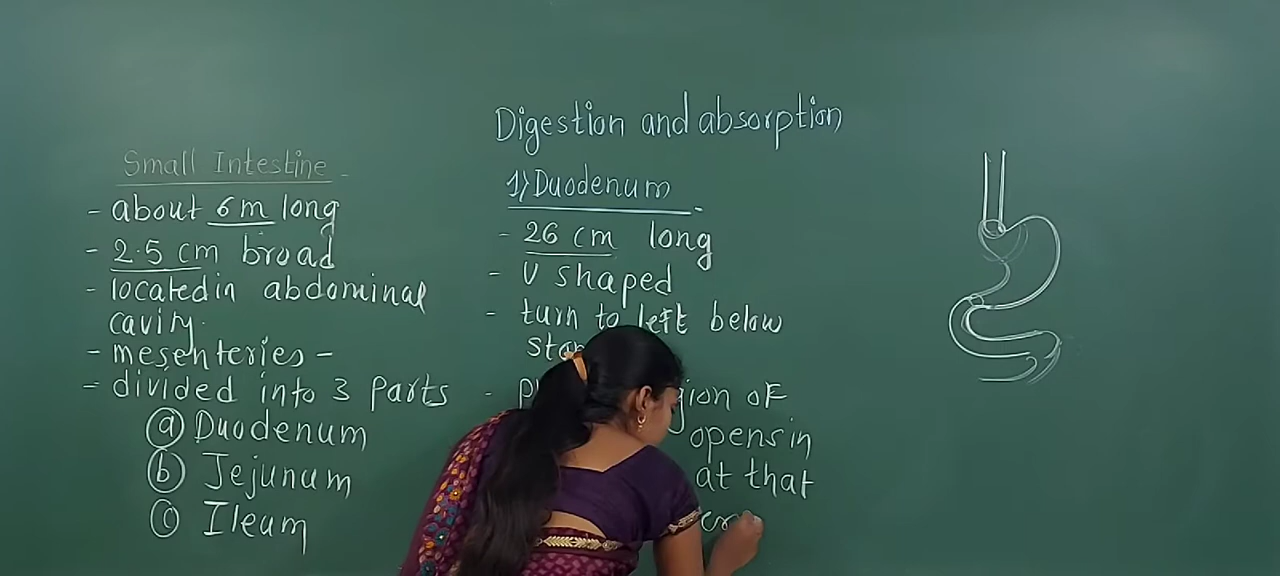 Digestion and absorption
Small Intestine
- about 6 m long
- 2.5 cm broad
- located in abdominal
cavity.
- mesenteries -
- divided into 3 parts
(a) Duodenum
(b) Jejunum
(c) Ileum
1) Duodenum
- 26 cm long
- U shaped
- turn to left below
- of
opens in
at that